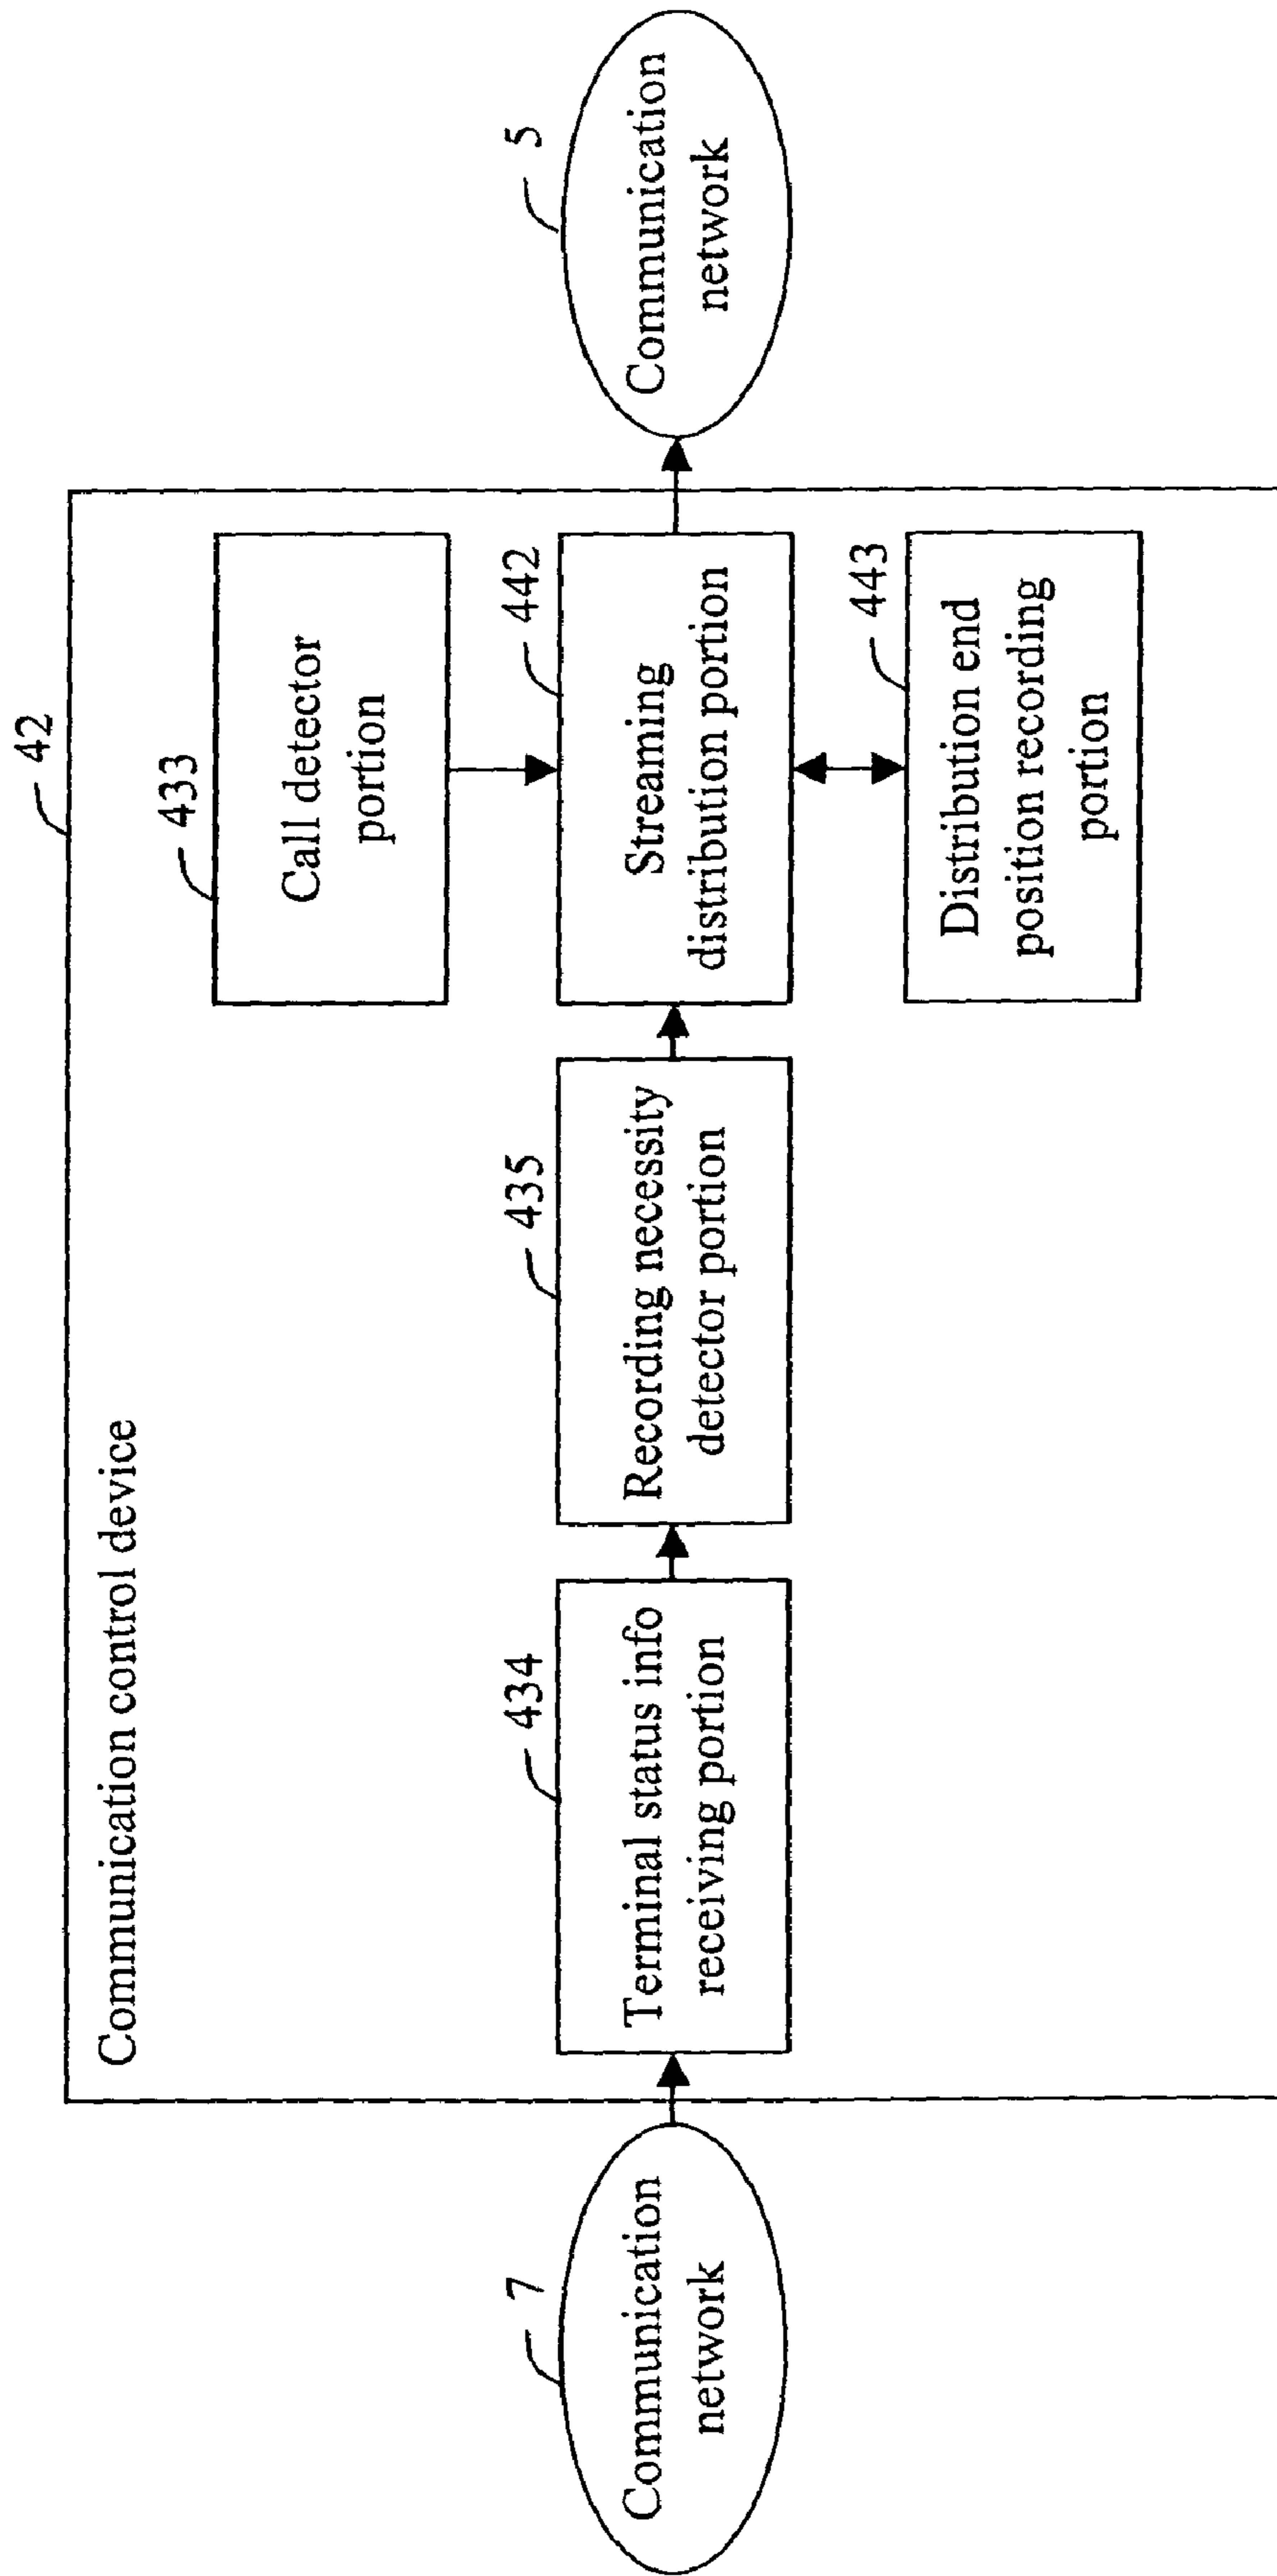 42
Communication control device
433
Call detector
portion
7
Communication
network
434
Terminal status info
receiving portion
435
Recording necessity
detector portion
442
Streaming
distribution portion
5
Communication
network
443
Distribution end
position recording
portion